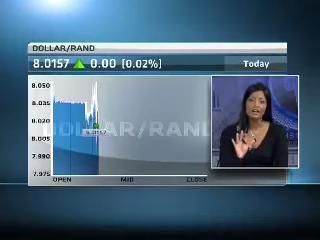 DOLLAR/RAND
8.0157 ▲ 0.00 [0.02%] Today
8.050
8.035
8.020
8.005
7.990
7.975
DOLLAR/RAND
8.0157
OPEN MID CLOSE